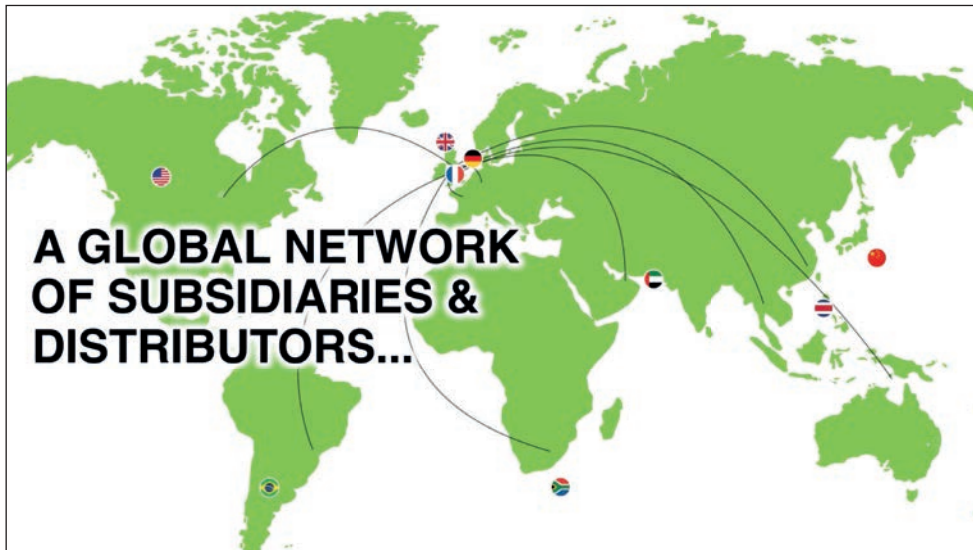 A GLOBAL NETWORK
OF SUBSIDIARIES &
DISTRIBUTORS...